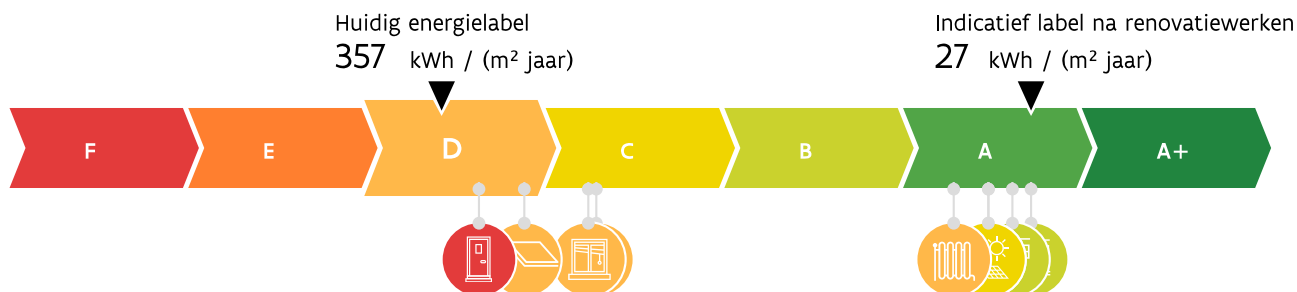 Huidig energielabel
357 kWh / (m² jaar)
Indicatief label na renovatiewerken
27 kWh / (m² jaar)
F E D C B A A+